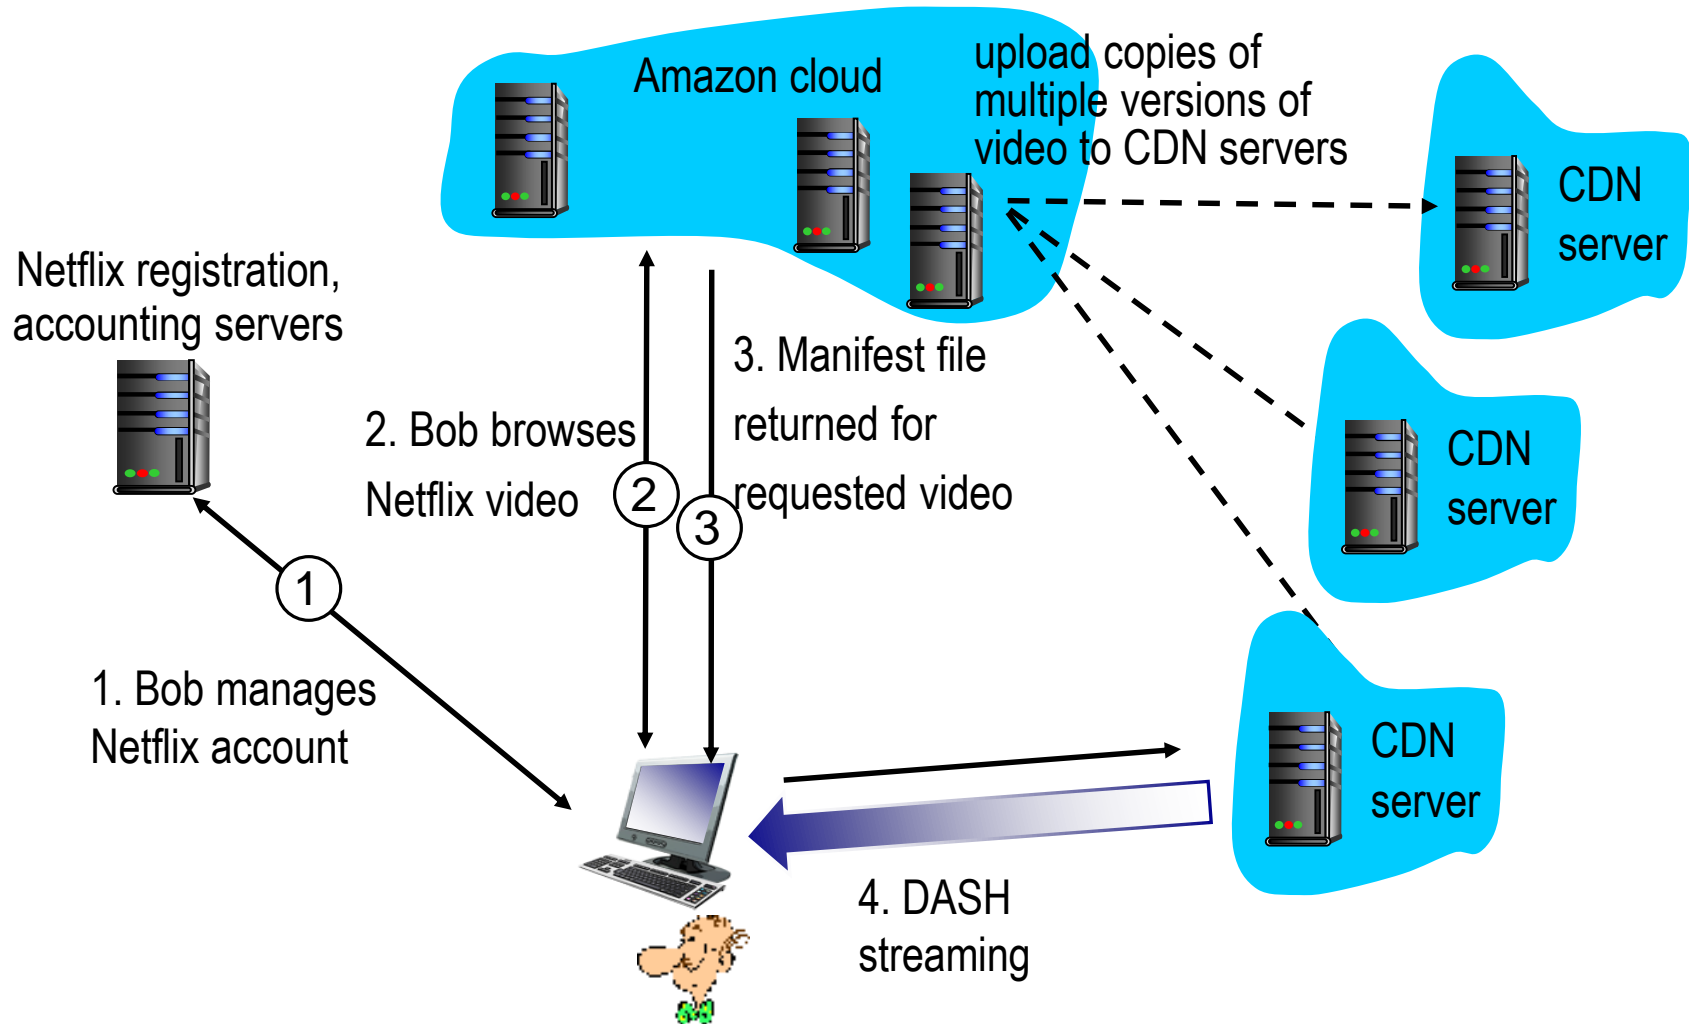 Amazon cloud
upload copies of
multiple versions of
video to CDN servers
CDN
server
Netflix registration,
accounting servers
3. Manifest file
returned for
requested video
2. Bob browses
Netflix video
2
3
CDN
server
1
1. Bob manages
Netflix account
CDN
server
4. DASH
streaming